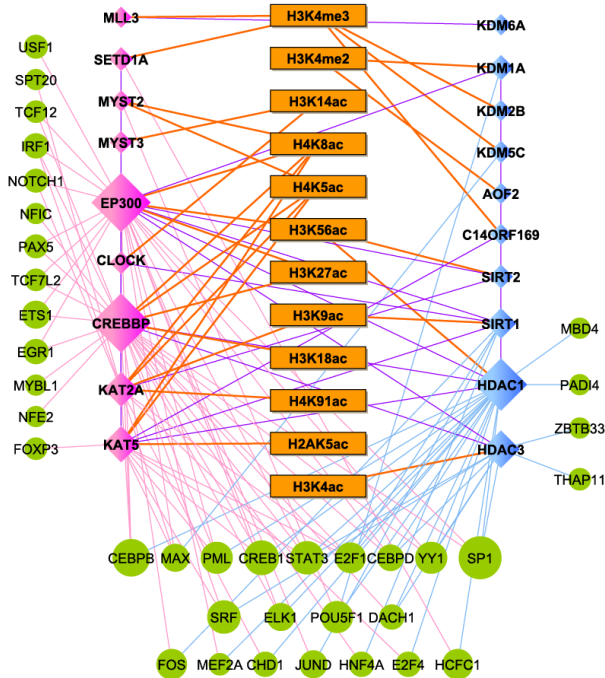 MLL3
H3K4me3
KDM6A
USF1
SETD1A
H3K4me2
KDM1A
SPT20
MYST2
H3K14ac
KDM2B
TCF12
MYST3
H4K8ac
KDM5C
IRF1
NOTCH1
EP300
H4K5ac
AOF2
NFIC
H3K56ac
C14ORF169
PAX5
CLOCK
H3K27ac
SIRT2
TCF7L2
ETS1
CREBBP
H3K9ac
SIRT1
MBD4
EGR1
H3K18ac
MYBL1
KAT2A
HDAC1
PADI4
NFE2
H4K91ac
FOXP3
KAT5
H2AK5ac
HDAC3
ZBTB33
H3K4ac
THAP11
CEBPB
MAX
PML
CREB1
STAT3
E2F1
CEBPD
YY1
SP1
SRF
ELK1
POU5F1
DACH1
FOS
MEF2A
CHD1
JUND
HNF4A
E2F4
HCFC1